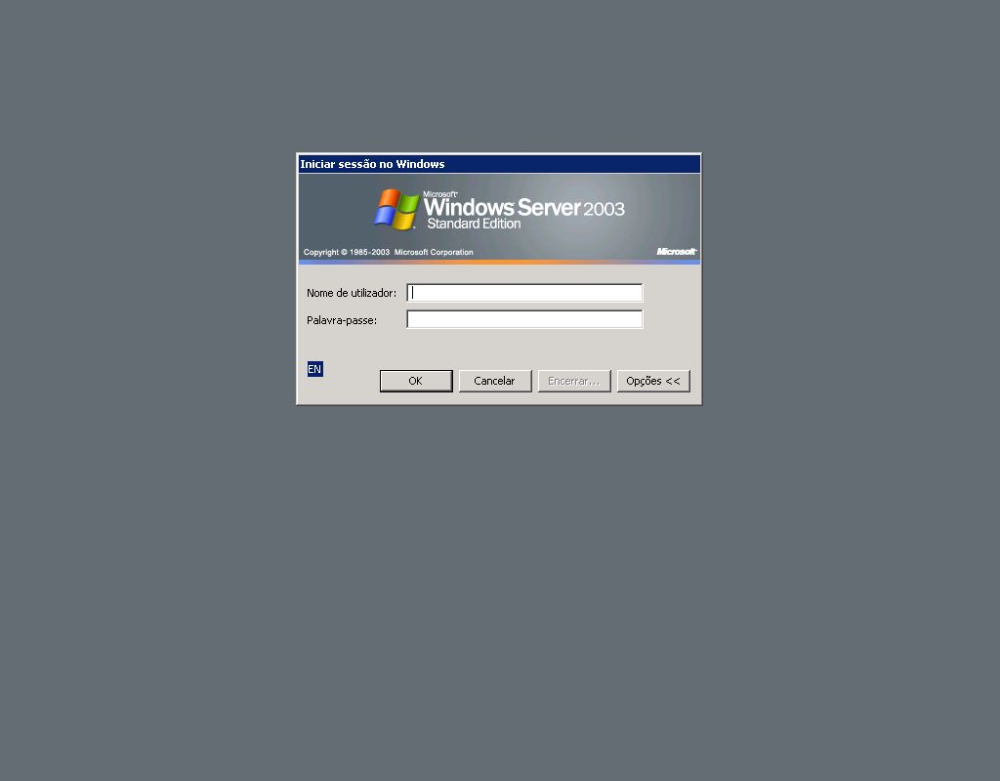 Iniciar sessão no Windows
Microsoft®
Windows Server 2003
Standard Edition
Copyright © 1985-2003 Microsoft Corporation
Microsoft
Nome de utilizador:
Palavra-passe:
EN
OK
Cancelar
Encerrar...
Opções <<